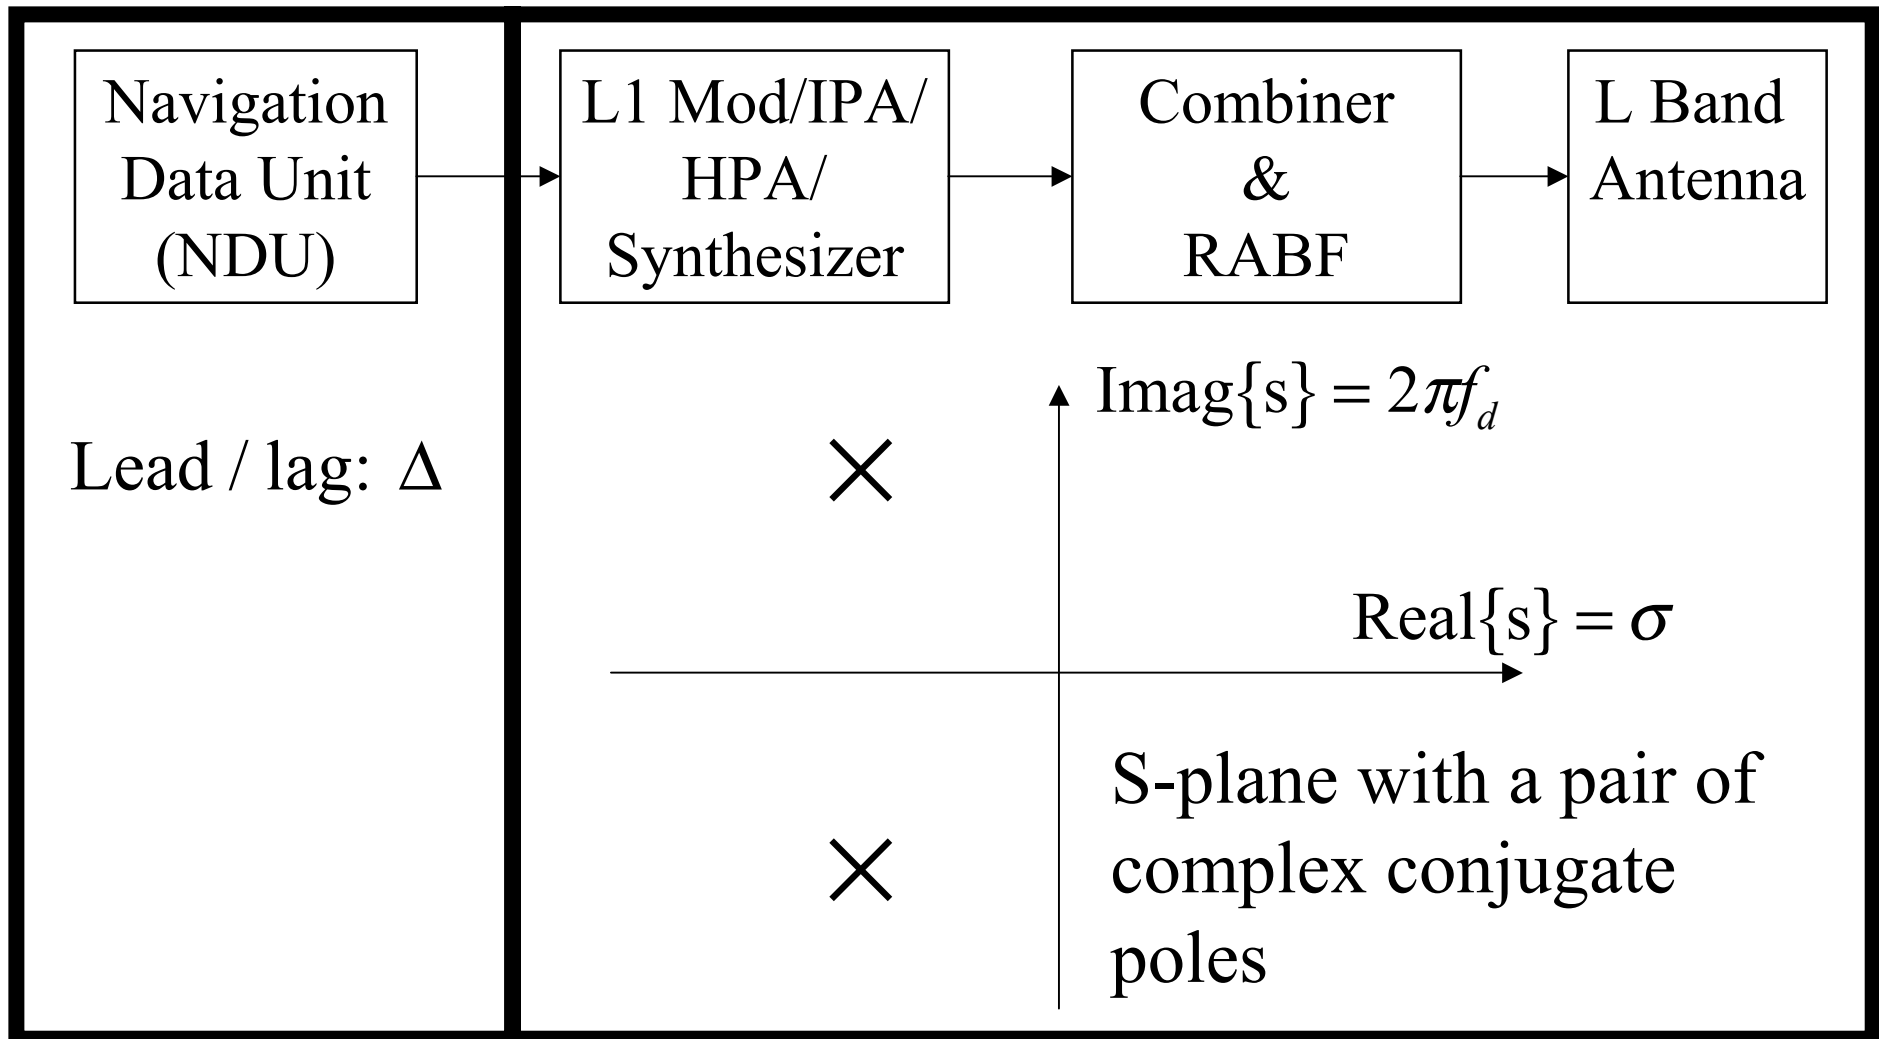 Navigation
Data Unit
(NDU)
L1 Mod/IPA/
HPA/
Synthesizer
Combiner
&
RABF
L Band
Antenna
Lead / lag: Δ
Imag{s} = 2πf_d
Real{s} = σ
S-plane with a pair of
complex conjugate
poles